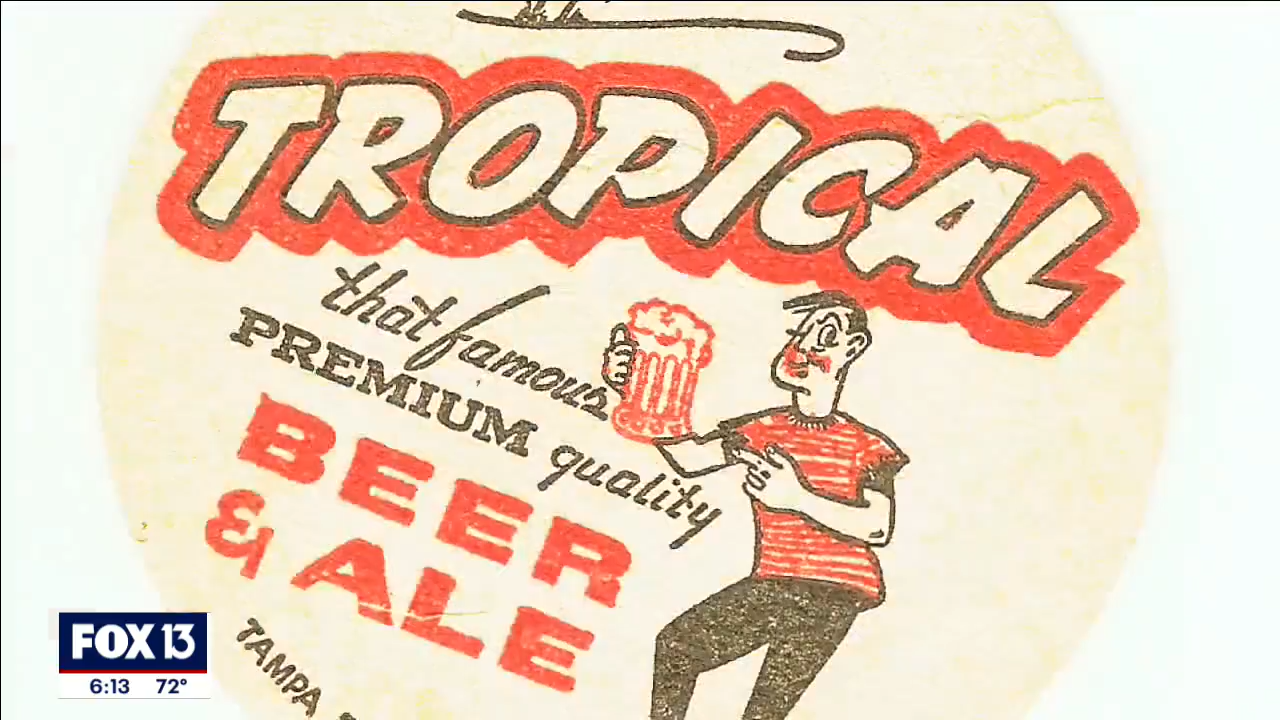 TROPICAL
that famous
PREMIUM quality
BEER
& ALE
TAMPA
FOX 13
6:13 72°